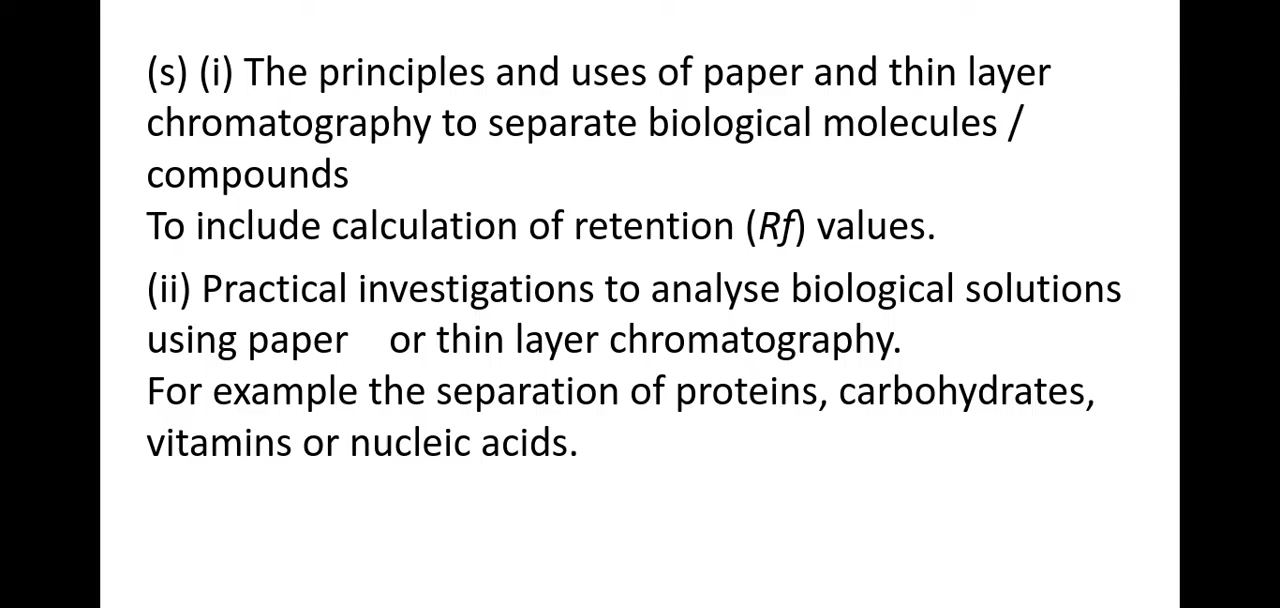 (s) (i) The principles and uses of paper and thin layer
chromatography to separate biological molecules /
compounds
To include calculation of retention (Rf) values.
(ii) Practical investigations to analyse biological solutions
using paper    or thin layer chromatography.
For example the separation of proteins, carbohydrates,
vitamins or nucleic acids.